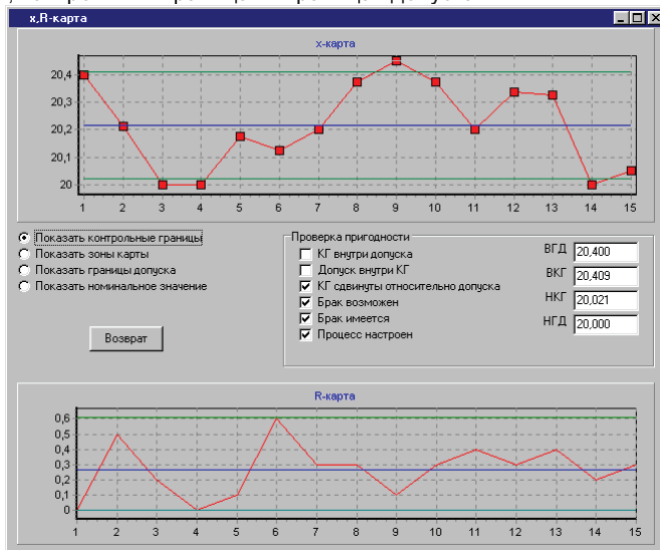 x,R-карта
x-карта
20,4
20,3
20,2
20,1
20
1 2 3 4 5 6 7 8 9 10 11 12 13 14 15
Показать контрольные границы
Показать зоны карты
Показать границы допуска
Показать номинальное значение
Возврат
Проверка пригодности
КГ внутри допуска
Допуск внутри КГ
КГ сдвинуты относительно допуска
Брак возможен
Брак имеется
Процесс настроен
ВГД 20,400
ВКГ 20,409
НКГ 20,021
НГД 20,000
R-карта
0,6
0,5
0,4
0,3
0,2
0,1
0
1 2 3 4 5 6 7 8 9 10 11 12 13 14 15